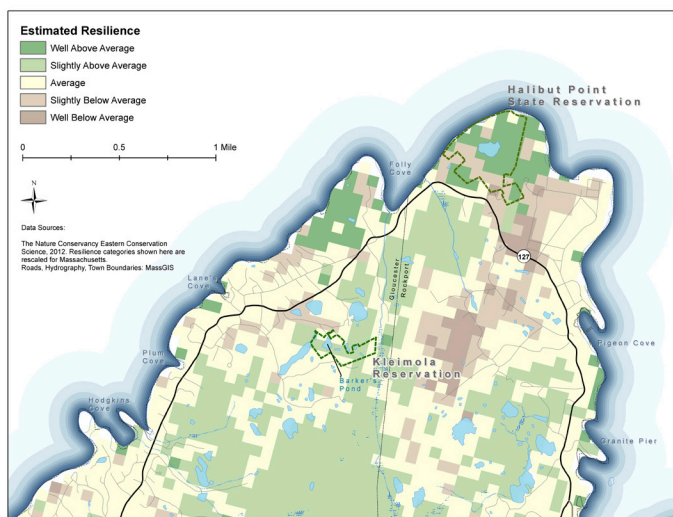 Estimated Resilience
Well Above Average
Slightly Above Average
Average
Slightly Below Average
Well Below Average
0 0.5 1 Mile
N
Data Sources:
The Nature Conservancy Eastern Conservation
Science, 2012. Resilience categories shown here are
rescaled for Massachusetts.
Roads, Hydrography, Town Boundaries: MassGIS
Halibut Point
State Reservation
Folly
Cove
Lane's
Cove
Gloucester
Rockport
127
Plum
Cove
Kleimola
Reservation
Barker's
Pond
Pigeon Cove
Hodgkins
Cove
Granite Pier